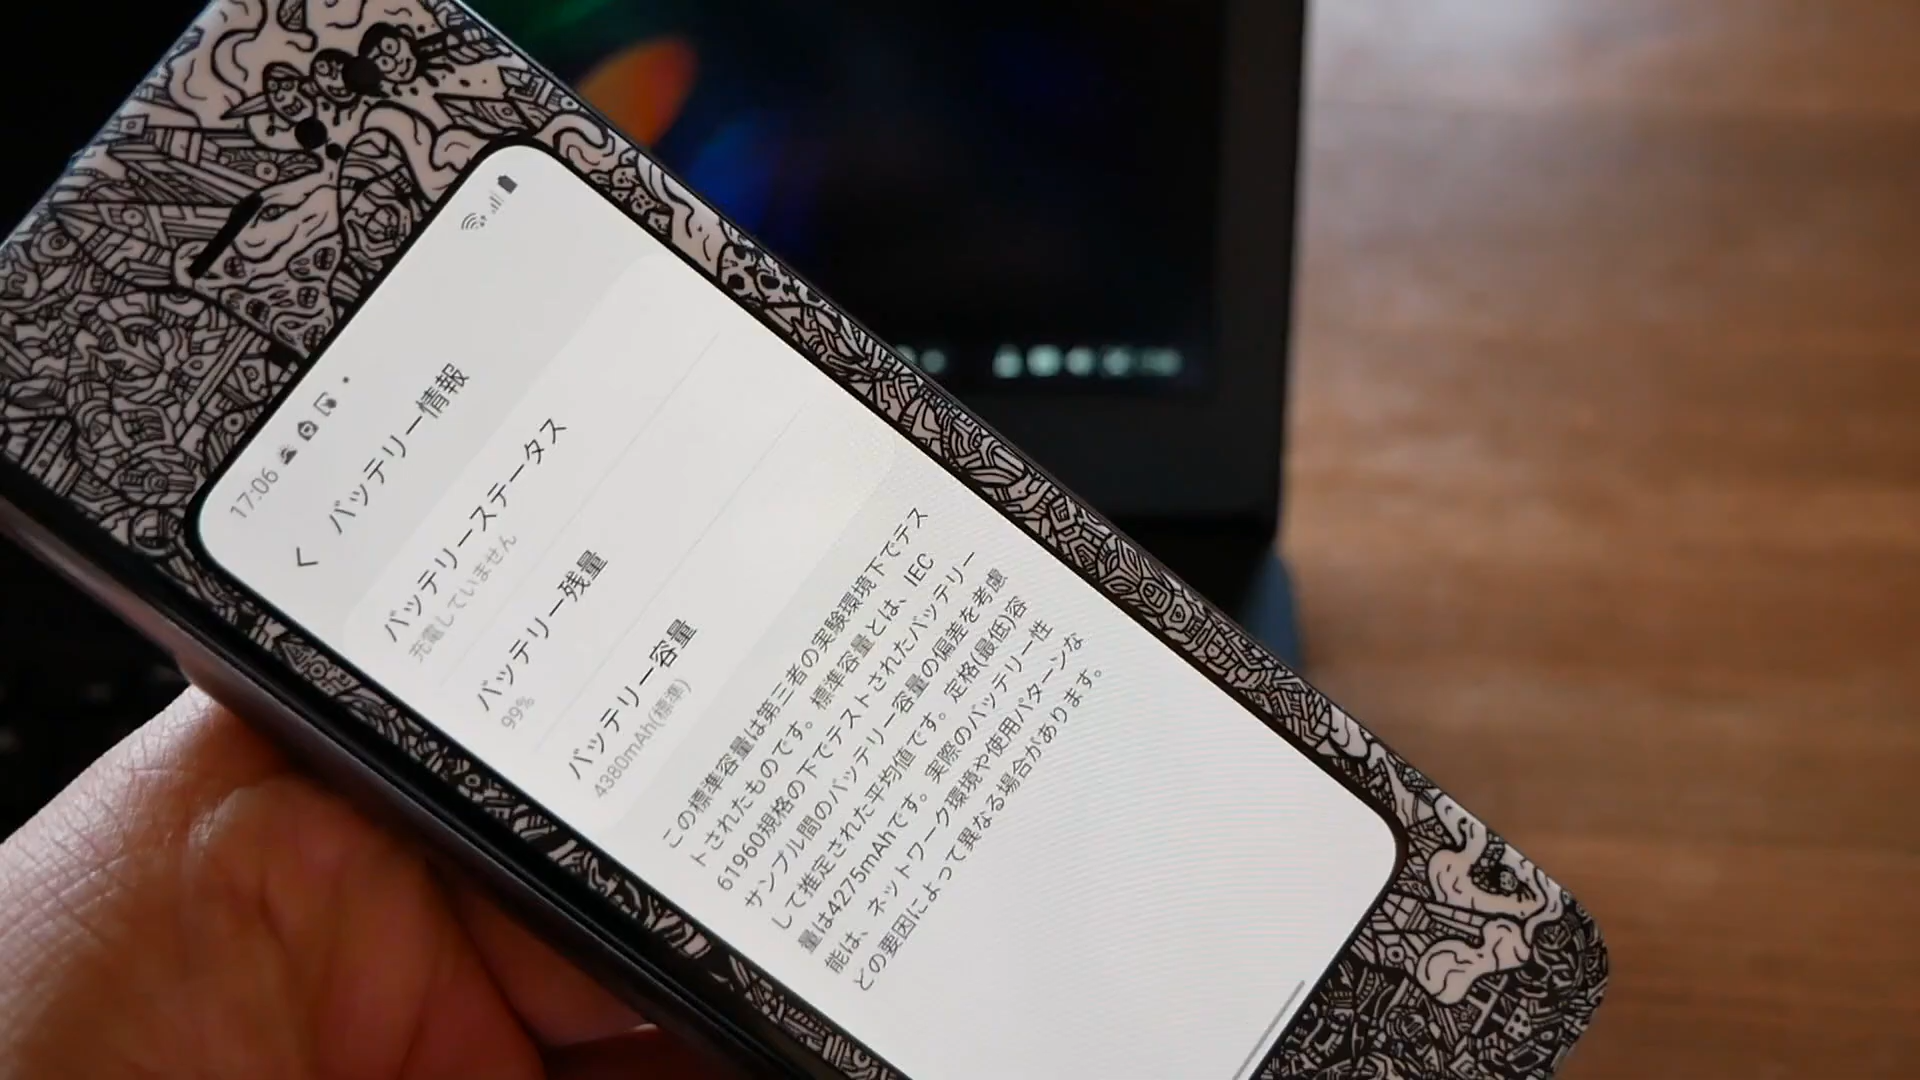 17:06
バッテリー情報
バッテリーステータス
充電していません
バッテリー残量
99%
バッテリー容量
4380mAh(標準)
この標準容量は第三者の実験環境下でテス
トされたものです。標準容量とは、IEC
61960規格の下でテストされたバッテリー
サンプル間のバッテリー容量の偏差を考慮
して推定された平均値です。定格(最低)容
量は4275mAhです。実際のバッテリー性
能は、ネットワーク環境や使用パターンな
どの要因によって異なる場合があります。